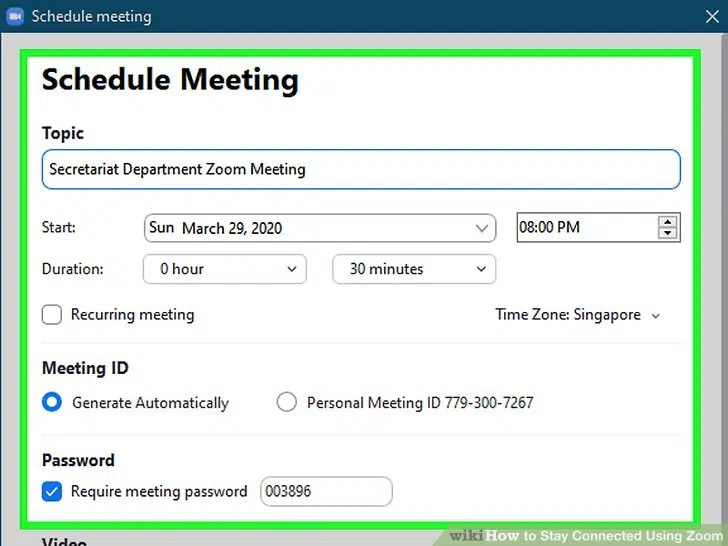 Schedule meeting
Schedule Meeting
Topic
Secretariat Department Zoom Meeting
Start: Sun March 29, 2020 08:00 PM
Duration: 0 hour 30 minutes
Recurring meeting Time Zone: Singapore
Meeting ID
Generate Automatically Personal Meeting ID 779-300-7267
Password
Require meeting password 003896
Video
wikiHow to Stay Connected Using Zoom